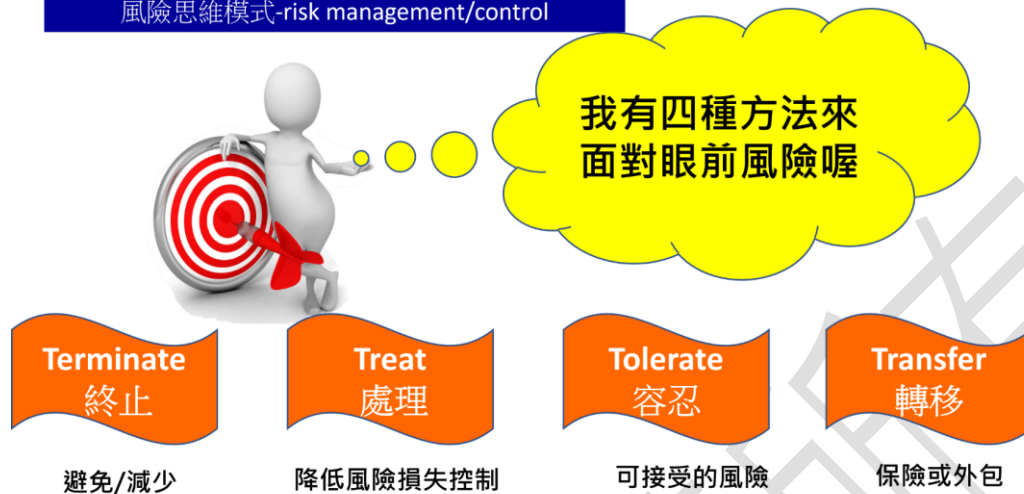 風險思維模式-risk management/control
我有四種方法來
面對眼前風險喔
Terminate
終止
Treat
處理
Tolerate
容忍
Transfer
轉移
避免/減少
降低風險損失控制
可接受的風險
保險或外包